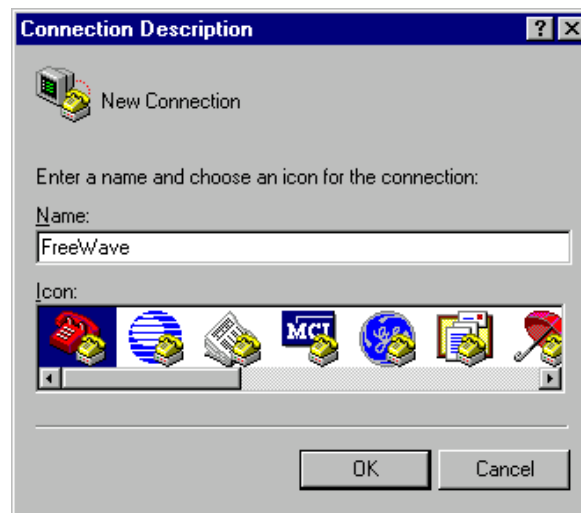 Connection Description
New Connection
Enter a name and choose an icon for the connection:
Name:
FreeWave
Icon:
MCI
OK Cancel